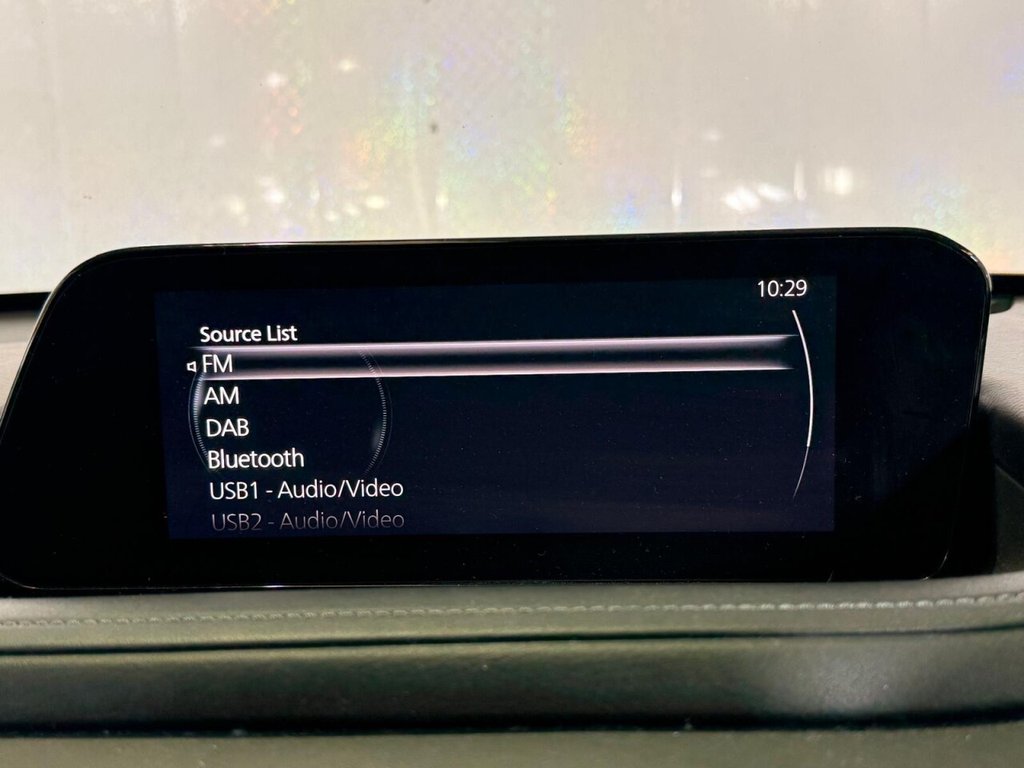 10:29
Source List
FM
AM
DAB
Bluetooth
USB1 - Audio/Video
USB2 - Audio/Video